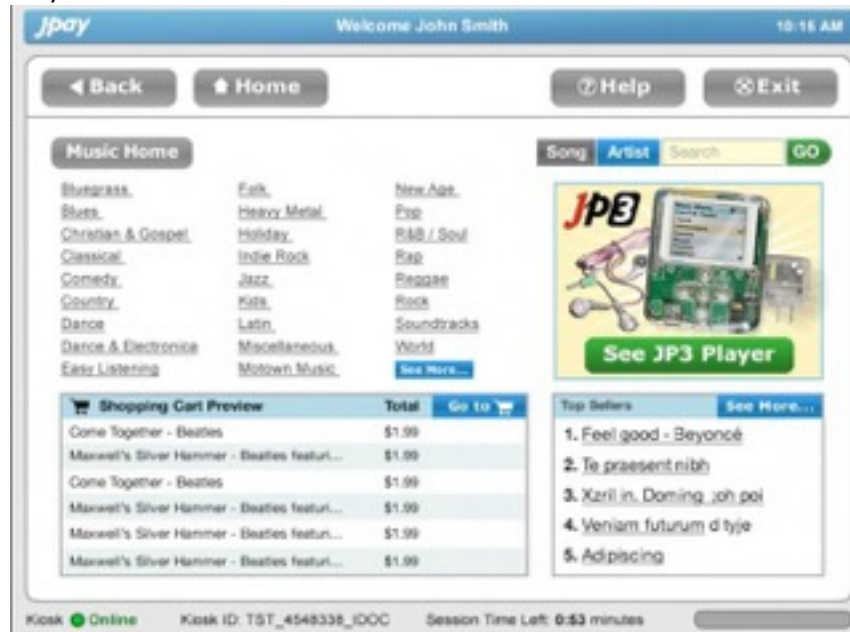 Jpay Welcome John Smith 10:15 AM
Back Home Help Exit
Music Home
Song Artist Search GO
Bluegrass Folk New Age
Blues Heavy Metal Pop
Christian & Gospel Holiday R&B / Soul
Classical Indie Rock Rap
Comedy Jazz Reggae
Country Kids Rock
Dance Latin Soundtracks
Dance & Electronica Miscellaneous World
Easy Listening Motown Music See More...
JP3
See JP3 Player
Shopping Cart Preview Total Go to
Come Together - Beatles $1.99
Maxwell's Silver Hammer - Beatles featuri... $1.99
Come Together - Beatles $1.99
Maxwell's Silver Hammer - Beatles featuri... $1.99
Maxwell's Silver Hammer - Beatles featuri... $1.99
Maxwell's Silver Hammer - Beatles featuri... $1.99
Top Sellers See More...
1. Feel good - Beyoncé
2. Te praesent nibh
3. Xzril in. Doming ;oh poi
4. Veniam futurum d tyje
5. Adipiscing
Kiosk Online Kiosk ID: TST_4548338_IDOC Session Time Left: 0:53 minutes